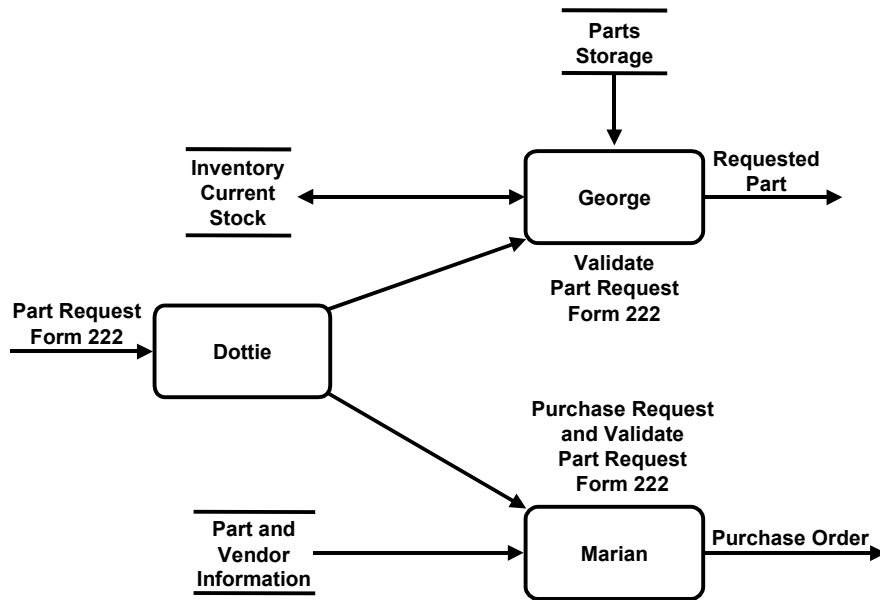 Parts
Storage
Inventory
Current
Stock
George
Requested
Part
Validate
Part Request
Form 222
Part Request
Form 222
Dottie
Purchase Request
and Validate
Part Request
Form 222
Part and
Vendor
Information
Marian
Purchase Order